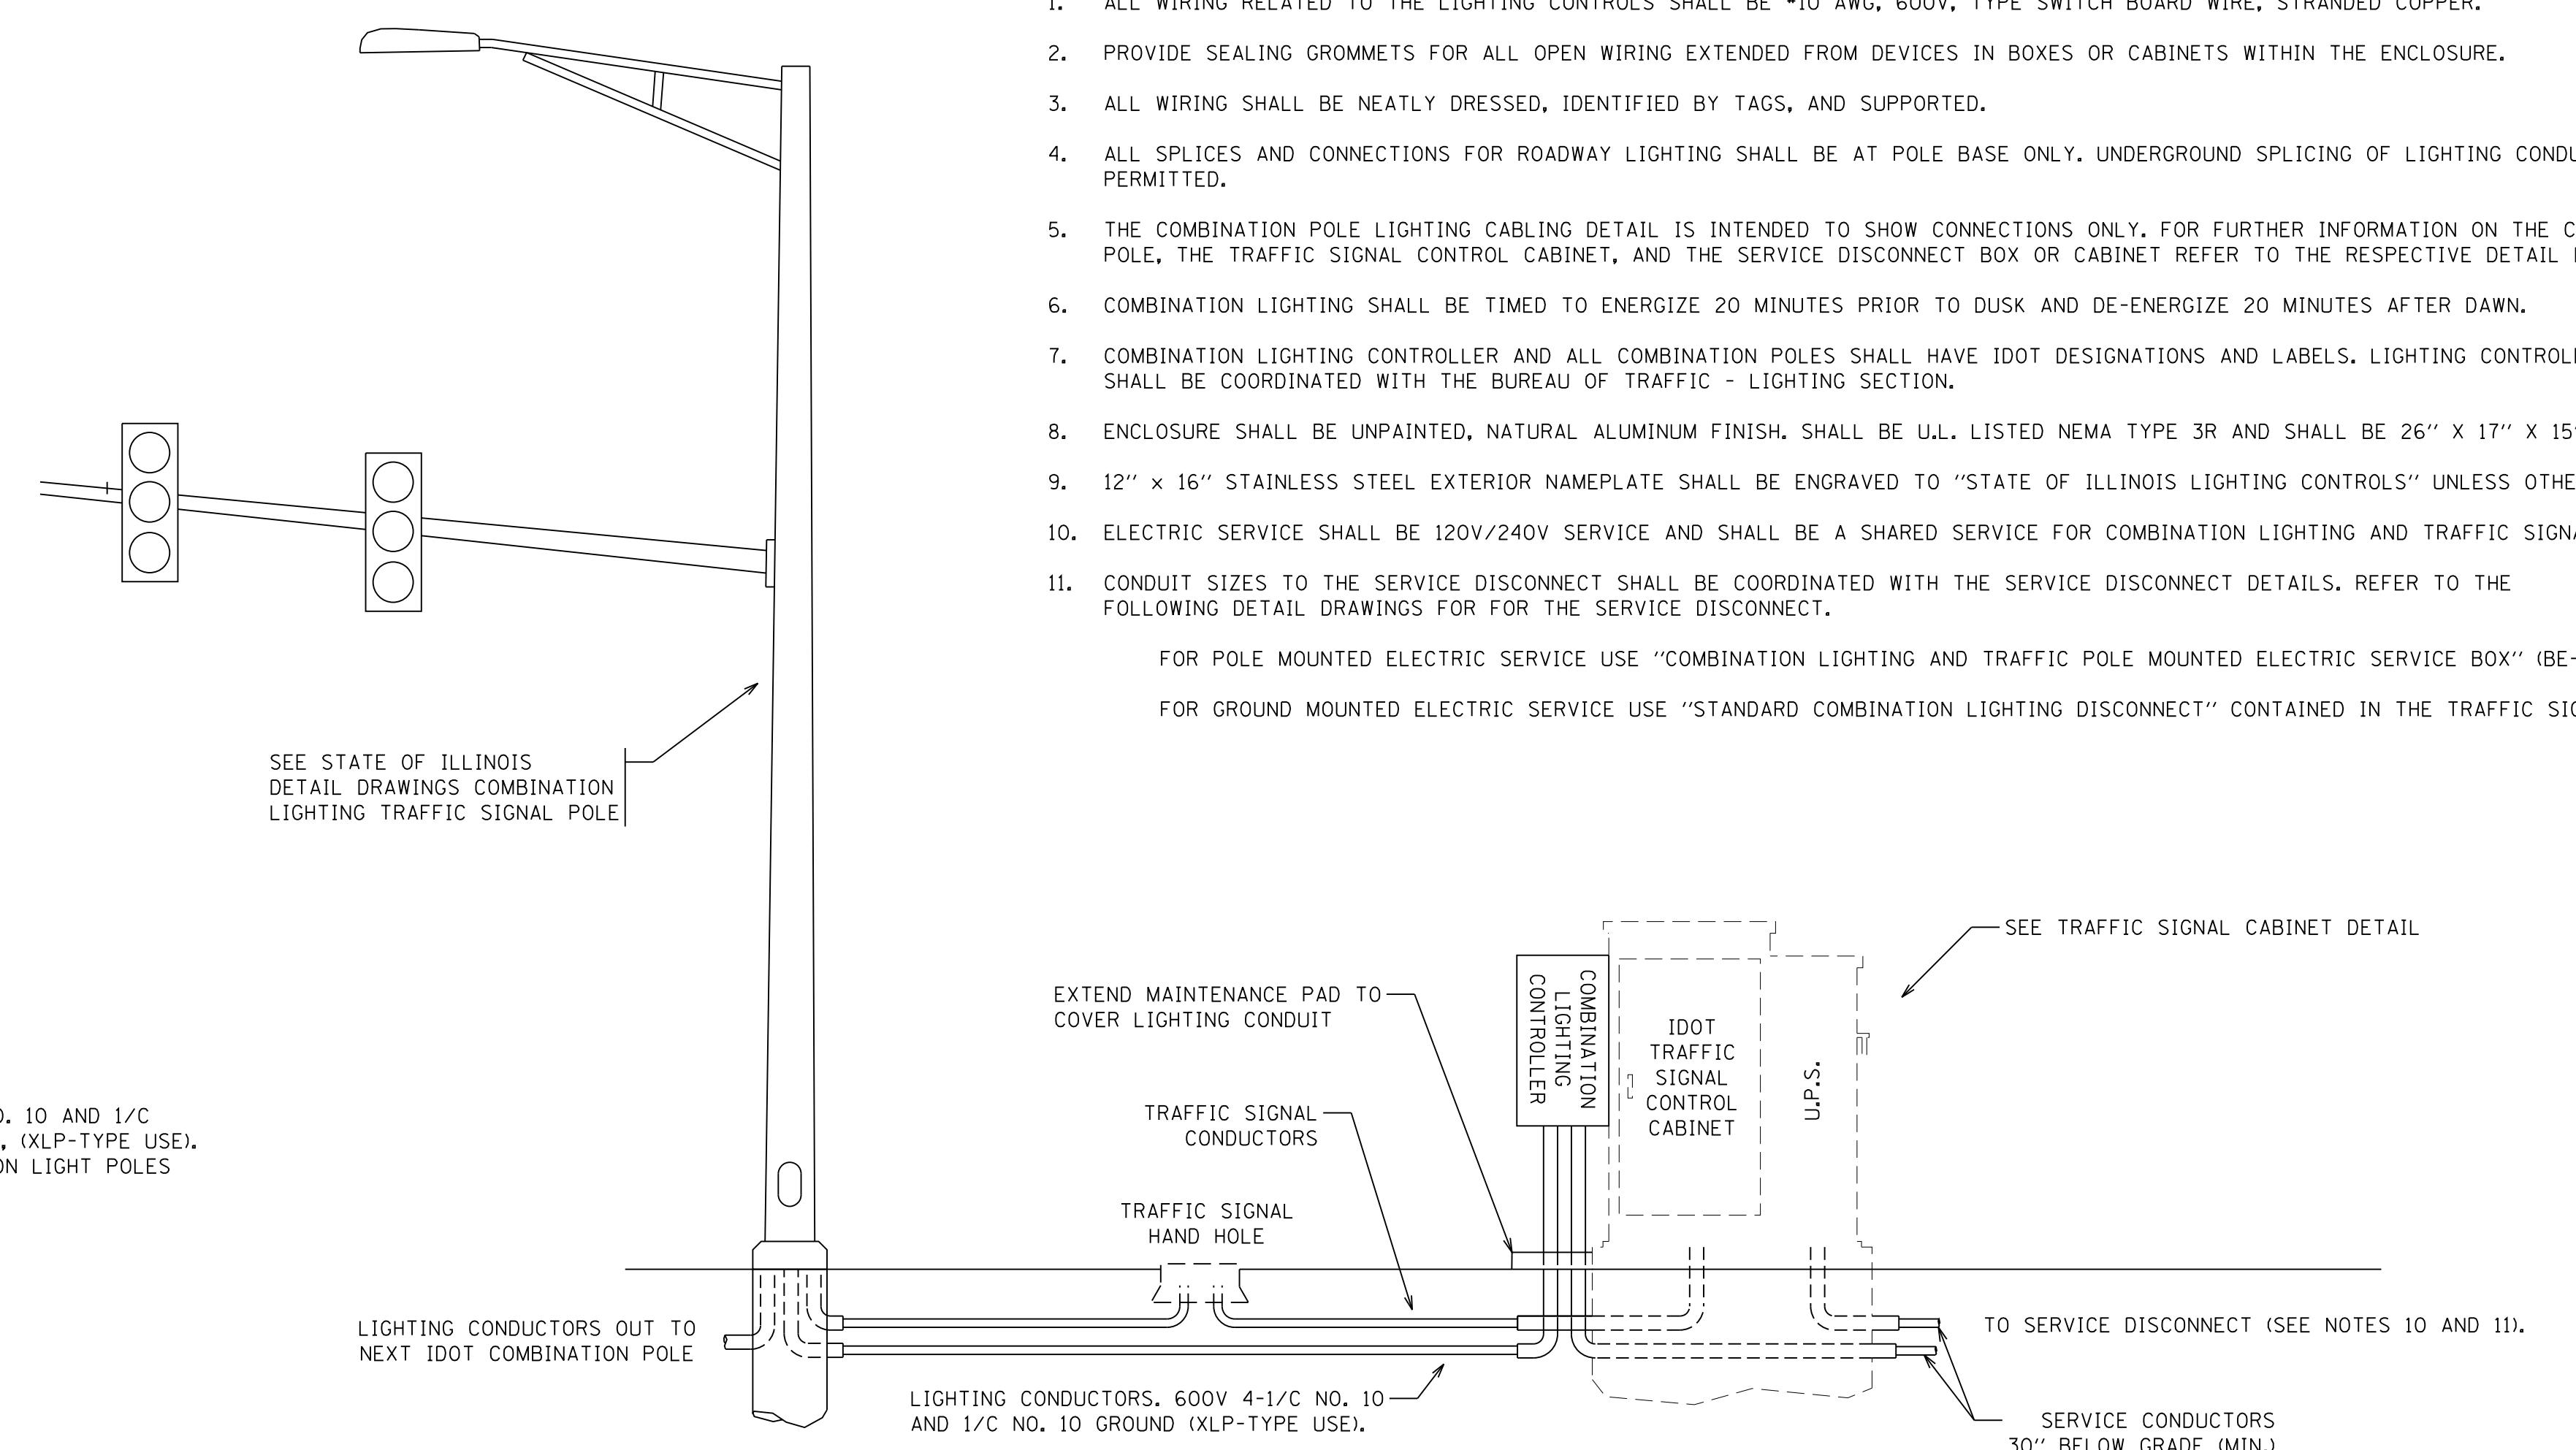 1. ALL WIRING RELATED TO THE LIGHTING CONTROLS SHALL BE #10 AWG, 600V, TYPE SWITCH BOARD WIRE, STRANDED COPPER.
2. PROVIDE SEALING GROMMETS FOR ALL OPEN WIRING EXTENDED FROM DEVICES IN BOXES OR CABINETS WITHIN THE ENCLOSURE.
3. ALL WIRING SHALL BE NEATLY DRESSED, IDENTIFIED BY TAGS, AND SUPPORTED.
4. ALL SPLICES AND CONNECTIONS FOR ROADWAY LIGHTING SHALL BE AT POLE BASE ONLY. UNDERGROUND SPLICING OF LIGHTING
PERMITTED.
5. THE COMBINATION POLE LIGHTING CABLING DETAIL IS INTENDED TO SHOW CONNECTIONS ONLY. FOR FURTHER INFORMATION ON THE
POLE, THE TRAFFIC SIGNAL CONTROL CABINET, AND THE SERVICE DISCONNECT BOX OR CABINET REFER TO THE RESPECTIVE DETAIL
6. COMBINATION LIGHTING SHALL BE TIMED TO ENERGIZE 20 MINUTES PRIOR TO DUSK AND DE-ENERGIZE 20 MINUTES AFTER DAWN.
7. COMBINATION LIGHTING CONTROLLER AND ALL COMBINATION POLES SHALL HAVE IDOT DESIGNATIONS AND LABELS. LIGHTING
SHALL BE COORDINATED WITH THE BUREAU OF TRAFFIC - LIGHTING SECTION.
8. ENCLOSURE SHALL BE UNPAINTED, NATURAL ALUMINUM FINISH. SHALL BE U.L. LISTED NEMA TYPE 3R AND SHALL BE 26" X 17" X 15"
9. 12" x 16" STAINLESS STEEL EXTERIOR NAMEPLATE SHALL BE ENGRAVED TO "STATE OF ILLINOIS LIGHTING CONTROLS" UNLESS
10. ELECTRIC SERVICE SHALL BE 120V/240V SERVICE AND SHALL BE A SHARED SERVICE FOR COMBINATION LIGHTING AND TRAFFIC
11. CONDUIT SIZES TO THE SERVICE DISCONNECT SHALL BE COORDINATED WITH THE SERVICE DISCONNECT DETAILS. REFER TO THE
FOLLOWING DETAIL DRAWINGS FOR FOR THE SERVICE DISCONNECT.
FOR POLE MOUNTED ELECTRIC SERVICE USE "COMBINATION LIGHTING AND TRAFFIC POLE MOUNTED ELECTRIC SERVICE BOX" (BE-
FOR GROUND MOUNTED ELECTRIC SERVICE USE "STANDARD COMBINATION LIGHTING DISCONNECT" CONTAINED IN THE TRAFFIC
SEE STATE OF ILLINOIS
DETAIL DRAWINGS COMBINATION
LIGHTING TRAFFIC SIGNAL POLE
SEE TRAFFIC SIGNAL CABINET DETAIL
EXTEND MAINTENANCE PAD TO
COVER LIGHTING CONDUIT
COMBINATION
LIGHTING
CONTROLLER
IDOT
TRAFFIC
SIGNAL
CONTROL
CABINET
U.P.S.
10 AND 1/C
(XLP-TYPE USE).
LIGHT POLES
TRAFFIC SIGNAL
CONDUCTORS
TRAFFIC SIGNAL
HAND HOLE
LIGHTING CONDUCTORS OUT TO
NEXT IDOT COMBINATION POLE
TO SERVICE DISCONNECT (SEE NOTES 10 AND 11).
LIGHTING CONDUCTORS. 600V 4-1/C NO. 10
AND 1/C NO. 10 GROUND (XLP-TYPE USE).
SERVICE CONDUCTORS
30" BELOW GRADE (MIN.)